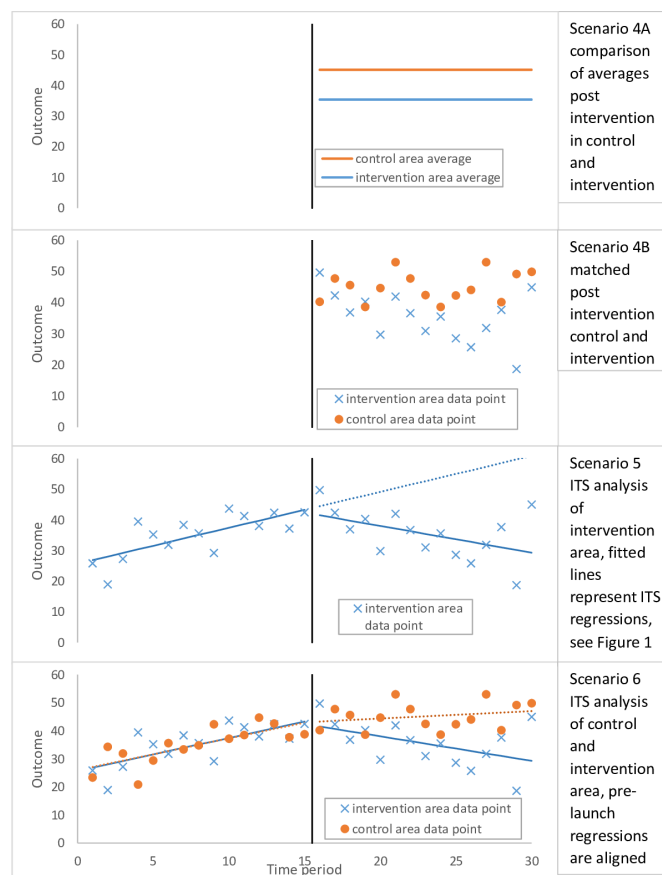 60
50
40
30
20
10
0
Outcome
control area average
intervention area average
Scenario 4A
comparison
of averages
post
intervention
in control
and
intervention
60
50
40
30
20
10
0
Outcome
intervention area data point
control area data point
Scenario 4B
matched
post
intervention
control and
intervention
60
50
40
30
20
10
0
Outcome
intervention area
data point
Scenario 5
ITS analysis
of
intervention
area, fitted
lines
represent ITS
regressions,
see Figure 1
60
50
40
30
20
10
0
Outcome
intervention area data point
control area data point
0 5 10 15 20 25 30
Time period
Scenario 6
ITS analysis
of control
and
intervention
area, pre-
launch
regressions
are aligned